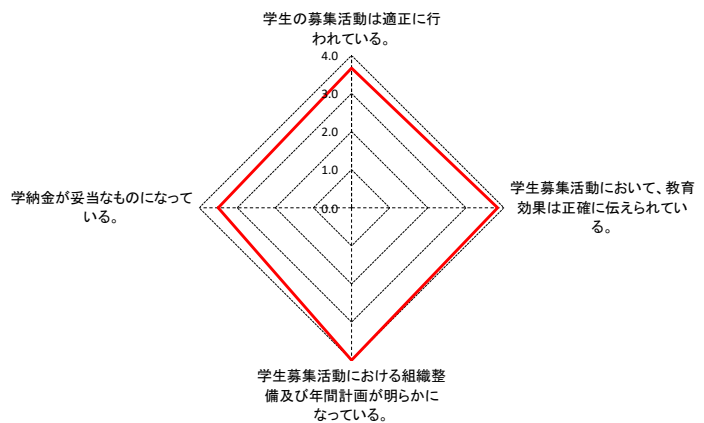 学生の募集活動は適正に行
われている。
4.0
3.0
2.0
1.0
0.0
学生募集活動において、教育
効果は正確に伝えられてい
る。
学納金が妥当なものになって
いる。
学生募集活動における組織整
備及び年間計画が明らかに
なっている。